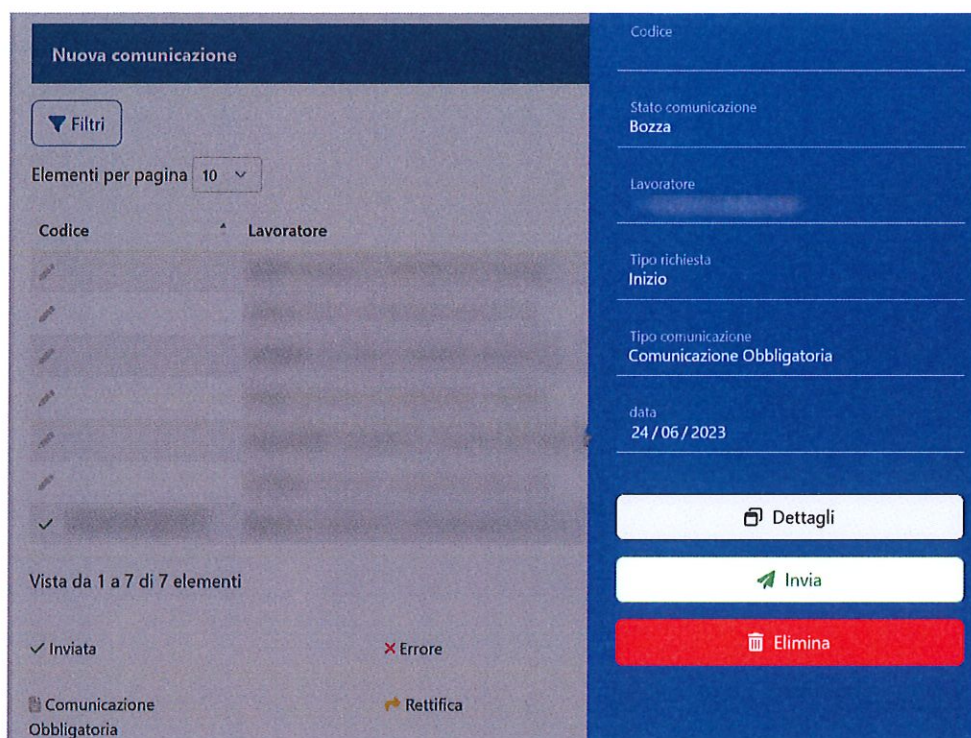 Nuova comunicazione
Filtri
Elementi per pagina 10
Codice Lavoratore
Vista da 1 a 7 di 7 elementi
Inviata Errore
Comunicazione Rettifica
Obbligatoria
Codice
Stato comunicazione
Bozza
Lavoratore
Tipo richiesta
Inizio
Tipo comunicazione
Comunicazione Obbligatoria
data
24/06/2023
Dettagli
Invia
Elimina